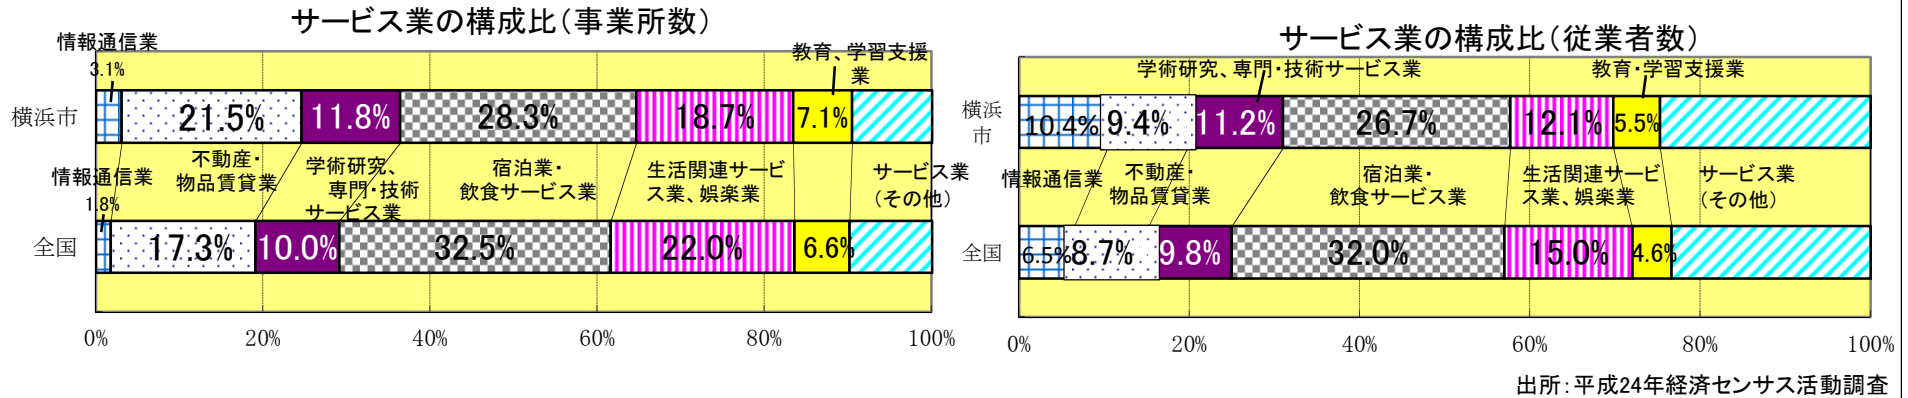 サービス業の構成比（事業所数）
情報通信業
3.1%
教育、学習支援
業
横浜市
21.5%
11.8%
28.3%
18.7%
7.1%
情報通信業
1.8%
不動産・
物品賃貸業
学術研究、
専門・技術
サービス業
宿泊業・
飲食サービス業
生活関連サービ
ス業、娯楽業
サービス業
（その他）
全国
17.3%
10.0%
32.5%
22.0%
6.6%
0%
20%
40%
60%
80%
100%
サービス業の構成比（従業者数）
学術研究、専門・技術サービス業
教育・学習支援業
横浜
市
10.4%
9.4%
11.2%
26.7%
12.1%
5.5%
情報通信業
不動産・
物品賃貸業
宿泊業・
飲食サービス業
生活関連サービ
ス業、娯楽業
サービス業
（その他）
全国
6.5%
8.7%
9.8%
32.0%
15.0%
4.6%
0%
20%
40%
60%
80%
100%
出所：平成24年経済センサス活動調査